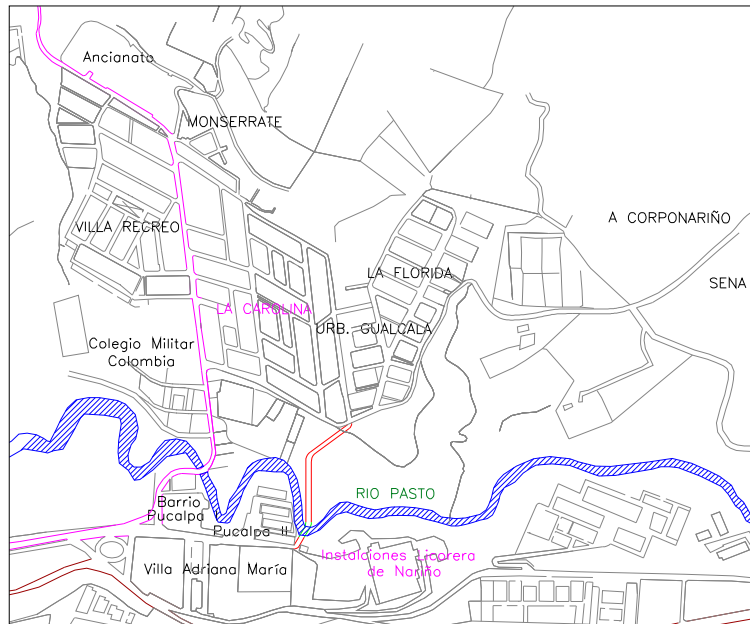 Ancianato
MONSERRATE
VILLA RECREO
A CORPONARIÑO
LA FLORIDA
SENA
LA CAROLINA
URB. GUALCALA
Colegio Militar
Colombia
RIO PASTO
Barrio
Pucalpa I
Pucalpa II
Instalciones Licorera
de Nariño
Villa Adriana María